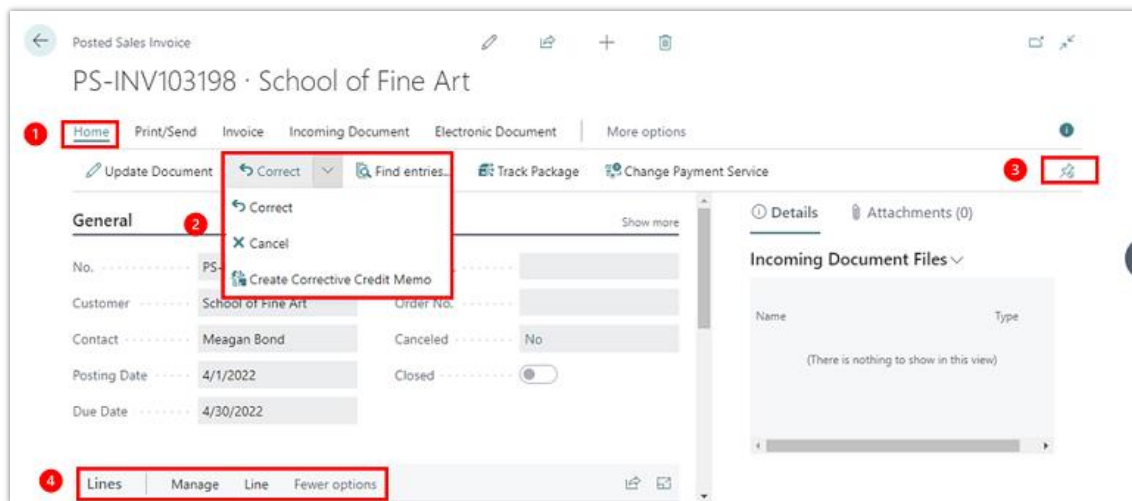 Posted Sales Invoice
PS-INV103198 · School of Fine Art
1 Home Print/Send Invoice Incoming Document Electronic Document More options
Update Document Correct Find entries... Track Package Change Payment Service 3
Correct
Cancel
Create Corrective Credit Memo
General 2 Show more
No. PS-
Customer School of Fine Art Order No.
Contact Meagan Bond Canceled No
Posting Date 4/1/2022 Closed
Due Date 4/30/2022
Details Attachments (0)
Incoming Document Files
Name Type
(There is nothing to show in this view)
4 Lines Manage Line Fewer options